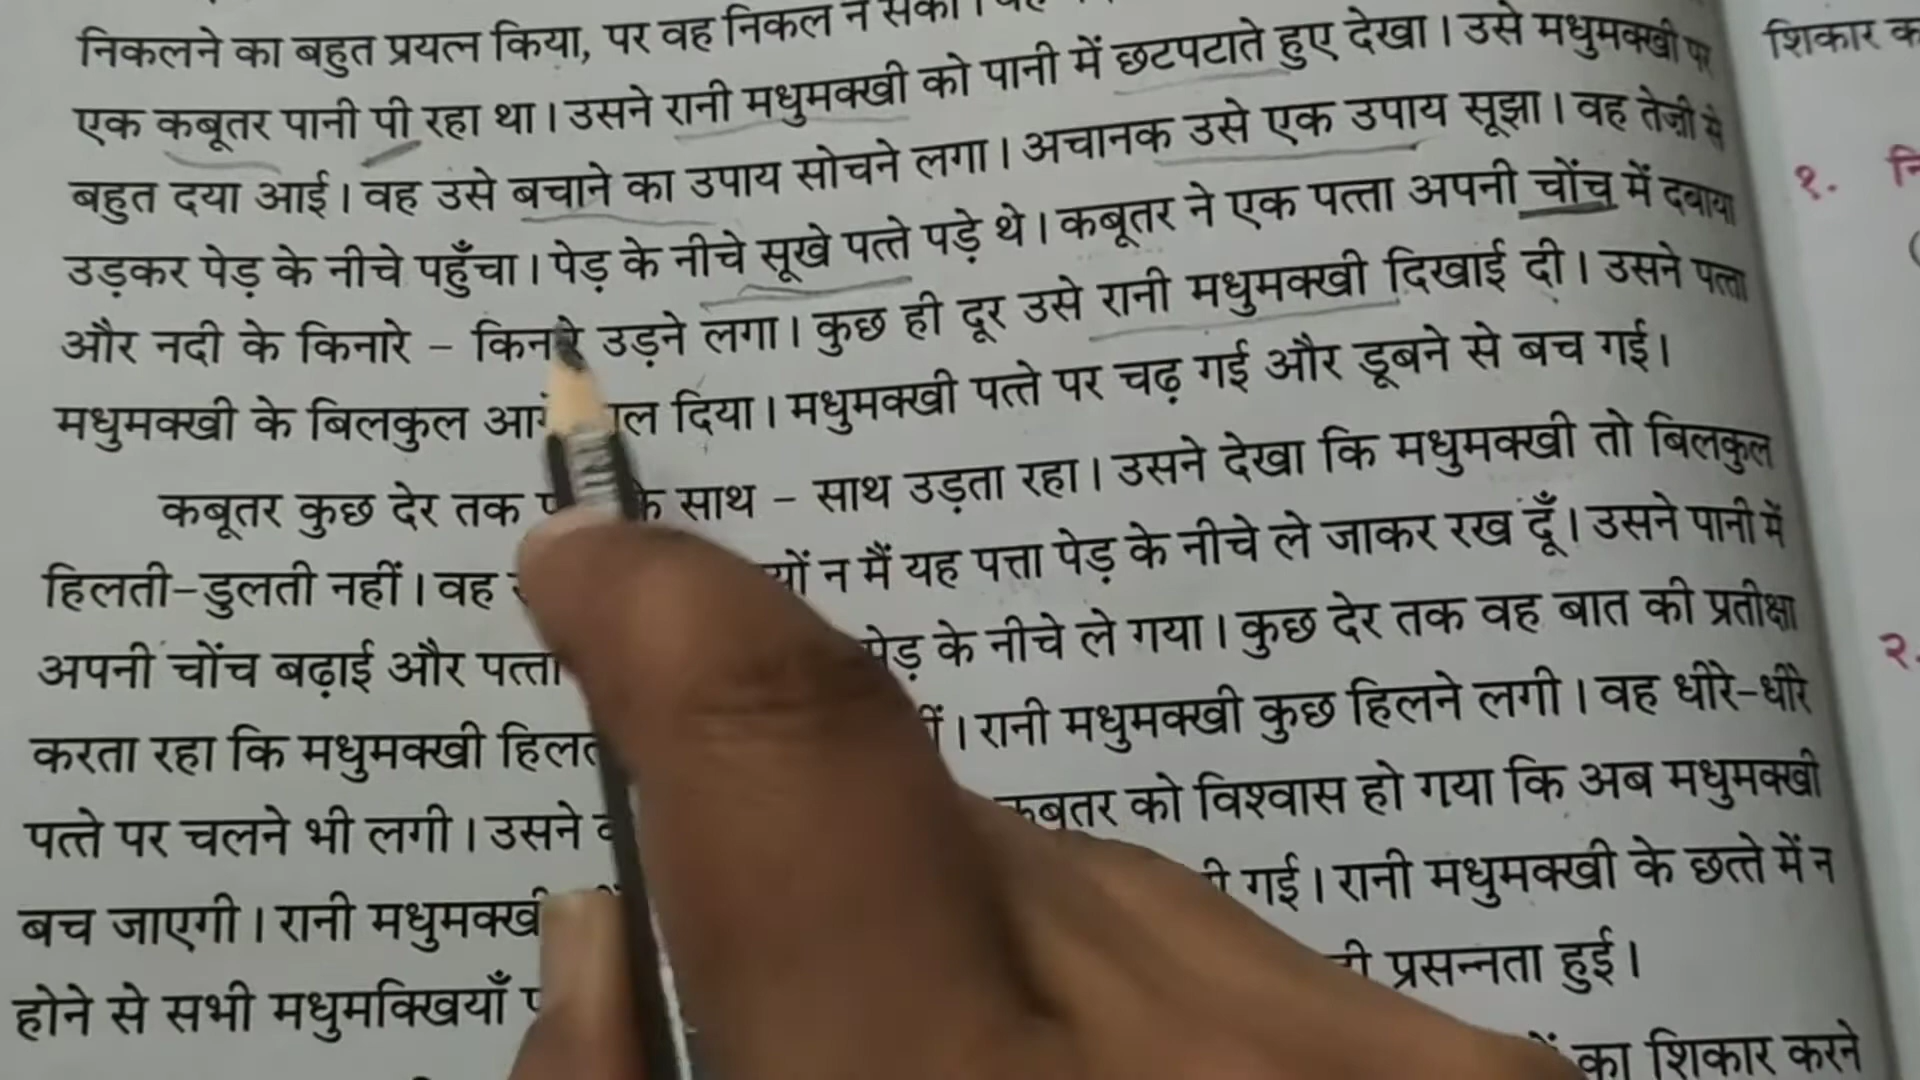 निकलने का बहुत प्रयत्न किया, पर वह निकल न सकी।
एक कबूतर पानी पी रहा था। उसने रानी मधुमक्खी को पानी में छटपटाते हुए देखा। उसे मधुमक्खी पर
बहुत दया आई। वह उसे बचाने का उपाय सोचने लगा। अचानक उसे एक उपाय सूझा। वह तेजी से
उड़कर पेड़ के नीचे पहुँचा। पेड़ के नीचे सूखे पत्ते पड़े थे। कबूतर ने एक पत्ता अपनी चोंच में दबाया
और नदी के किनारे – किनारे उड़ने लगा। कुछ ही दूर उसे रानी मधुमक्खी दिखाई दी। उसने पत्ता
मधुमक्खी के बिलकुल दिया। मधुमक्खी पत्ते पर चढ़ गई और डूबने से बच गई।
कबूतर कुछ देर तक के साथ – साथ उड़ता रहा। उसने देखा कि मधुमक्खी तो बिलकुल
हिलती-डुलती नहीं। वह न मैं यह पत्ता पेड़ के नीचे ले जाकर रख दूँ। उसने पानी में
अपनी चोंच बढ़ाई और पत्ता पेड़ के नीचे ले गया। कुछ देर तक वह बात की प्रतीक्षा
करता रहा कि मधुमक्खी । रानी मधुमक्खी कुछ हिलने लगी। वह धीरे-धीरे
पत्ते पर चलने भी लगी। उसने कबूतर को विश्वास हो गया कि अब मधुमक्खी
बच जाएगी। रानी मधुमक्खी गई। रानी मधुमक्खी के छत्ते में न
होने से सभी मधुमक्खियाँ प्रसन्नता हुई।
का शिकार करने
शिकार
१.
२.